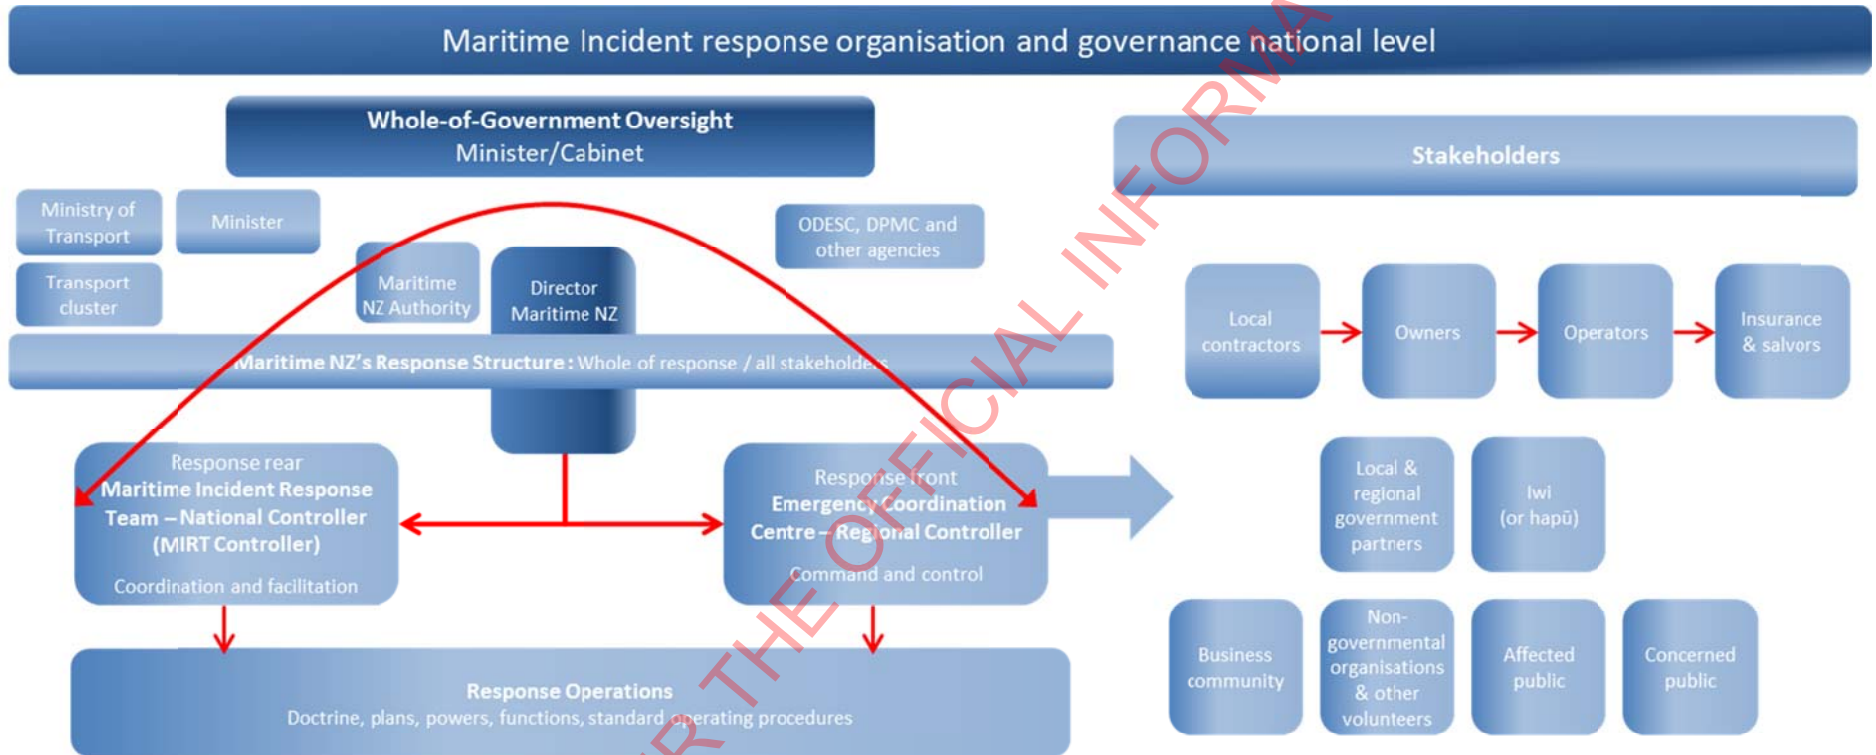 Maritime Incident response organisation and governance national level
Whole-of-Government Oversight
Minister/Cabinet
Stakeholders
Ministry of
Transport
Minister
Transport
cluster
Maritime
NZ Authority
Director
Maritime NZ
ODESC, DPMC and
other agencies
Maritime NZ's Response Structure: Whole of response / all stakeholders
Local
contractors
Owners
Operators
Insurance
& salvors
Response rear
Maritime Incident Response
Team – National Controller
(MIRT Controller)
Coordination and facilitation
Response front
Emergency Coordination
Centre – Regional Controller
Command and control
Local &
regional
government
partners
Iwi
(or hapū)
Business
community
Non-
governmental
organisations
& other
volunteers
Affected
public
Concerned
public
Response Operations
Doctrine, plans, powers, functions, standard operating procedures
THE OFFICIAL INFORMA